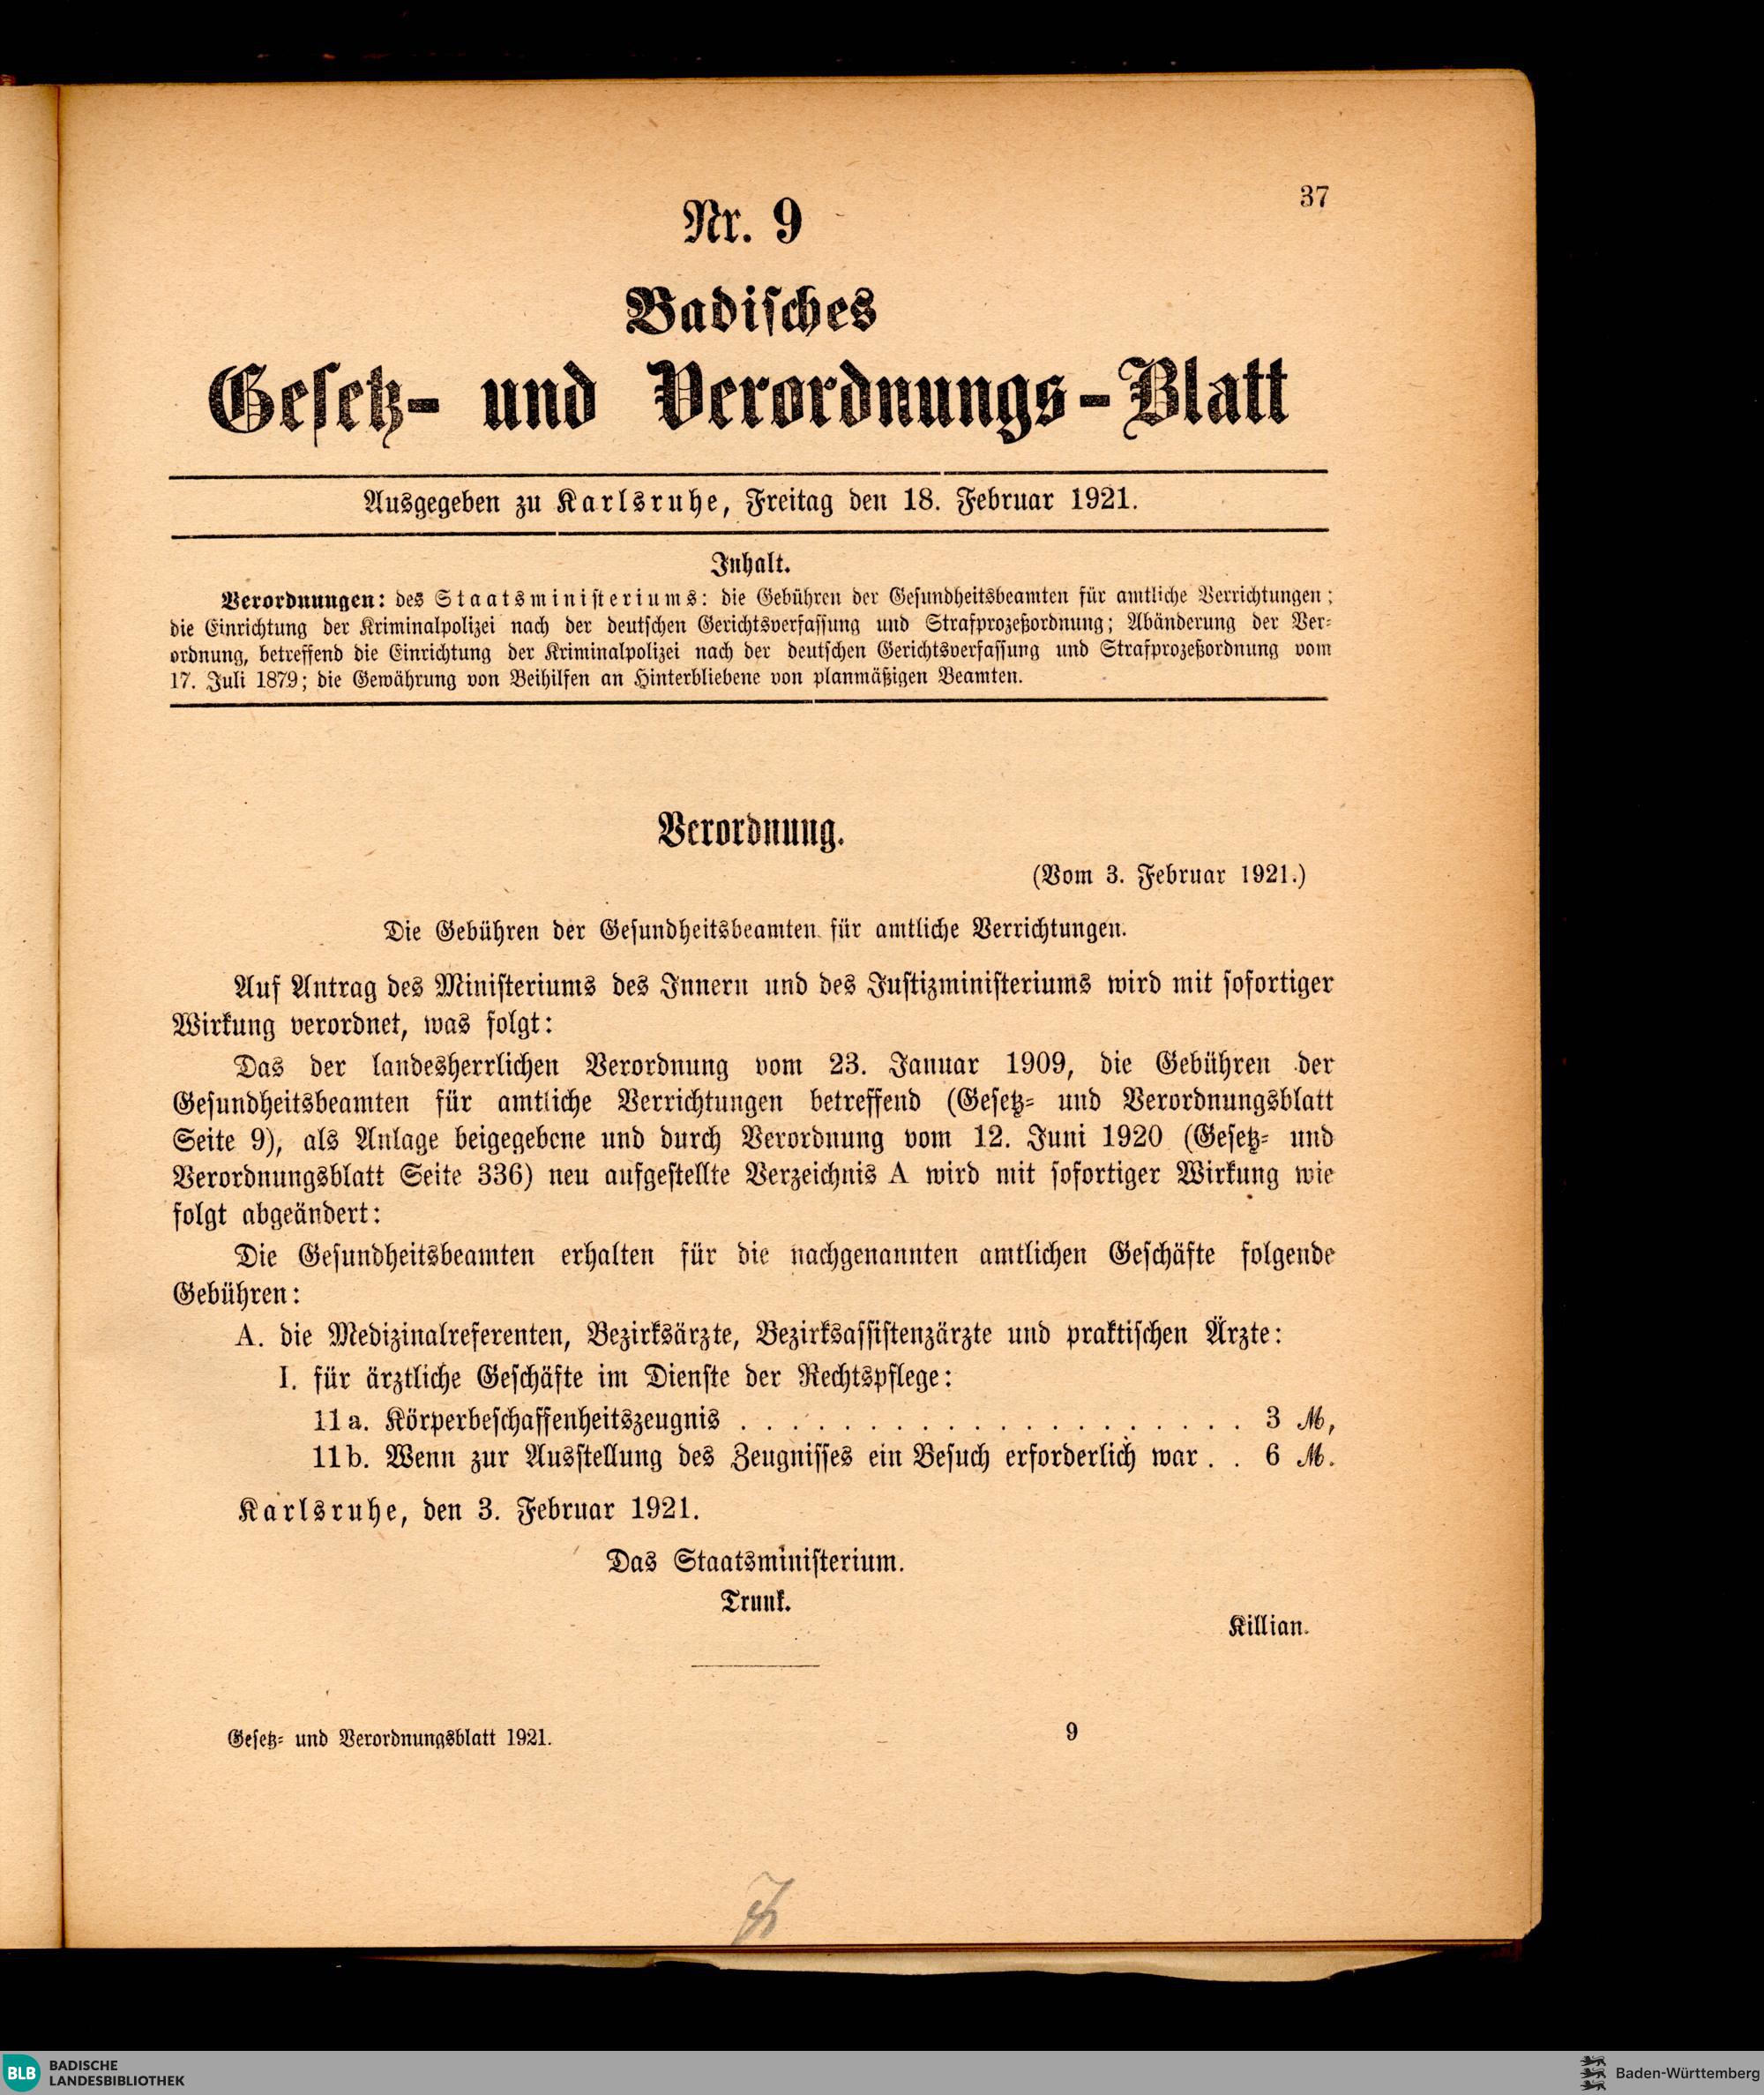 37
Nr. 9
Badisches
Gesetz- und Verordnungs-Blatt
Ausgegeben zu Karlsruhe, Freitag den 18. Februar 1921.
Inhalt.
Verordnungen: des Staatsministeriums: die Gebühren der Gesundheitsbeamten für amtliche Verrichtungen;
die Einrichtung der Kriminalpolizei nach der deutschen Gerichtsverfassung und Strafprozeßordnung; Abänderung der Ver-
ordnung, betreffend die Einrichtung der Kriminalpolizei nach der deutschen Gerichtsverfassung und Strafprozeßordnung vom
17. Juli 1879; die Gewährung von Beihilfen an Hinterbliebene von planmäßigen Beamten.
Verordnung.
(Vom 3. Februar 1921.)
Die Gebühren der Gesundheitsbeamten für amtliche Verrichtungen.
Auf Antrag des Ministeriums des Innern und des Justizministeriums wird mit sofortiger
Wirkung verordnet, was folgt:
Das der landesherrlichen Verordnung vom 23. Januar 1909, die Gebühren der
Gesundheitsbeamten für amtliche Verrichtungen betreffend (Gesetz- und Verordnungsblatt
Seite 9), als Anlage beigegebene und durch Verordnung vom 12. Juni 1920 (Gesetz- und
Verordnungsblatt Seite 336) neu aufgestellte Verzeichnis A wird mit sofortiger Wirkung wie
folgt abgeändert:
Die Gesundheitsbeamten erhalten für die nachgenannten amtlichen Geschäfte folgende
Gebühren:
A. die Medizinalreferenten, Bezirksärzte, Bezirksassistenzärzte und praktischen Ärzte:
I. für ärztliche Geschäfte im Dienste der Rechtspflege:
11a. Körperbeschaffenheitszeugnis . . . . . . . . . . . . . . . . . . . . 3 ℳ,
11b. Wenn zur Ausstellung des Zeugnisses ein Besuch erforderlich war . . 6 ℳ.
Karlsruhe, den 3. Februar 1921.
Das Staatsministerium.
Trunk.
Killian.
Gesetz- und Verordnungsblatt 1921.
9
BLB BADISCHE
LANDESBIBLIOTHEK
Baden-Württemberg